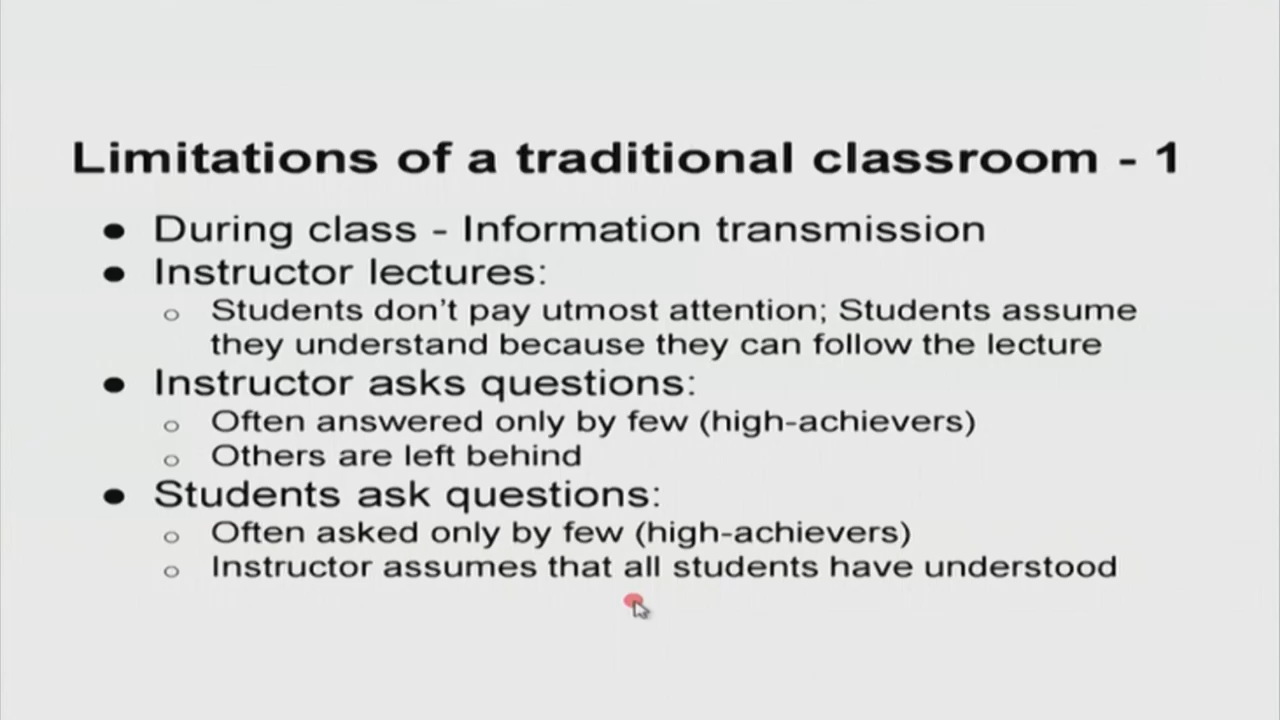 Limitations of a traditional classroom - 1
● During class - Information transmission
● Instructor lectures:
○ Students don't pay utmost attention; Students assume
they understand because they can follow the lecture
● Instructor asks questions:
○ Often answered only by few (high-achievers)
○ Others are left behind
● Students ask questions:
○ Often asked only by few (high-achievers)
○ Instructor assumes that all students have understood